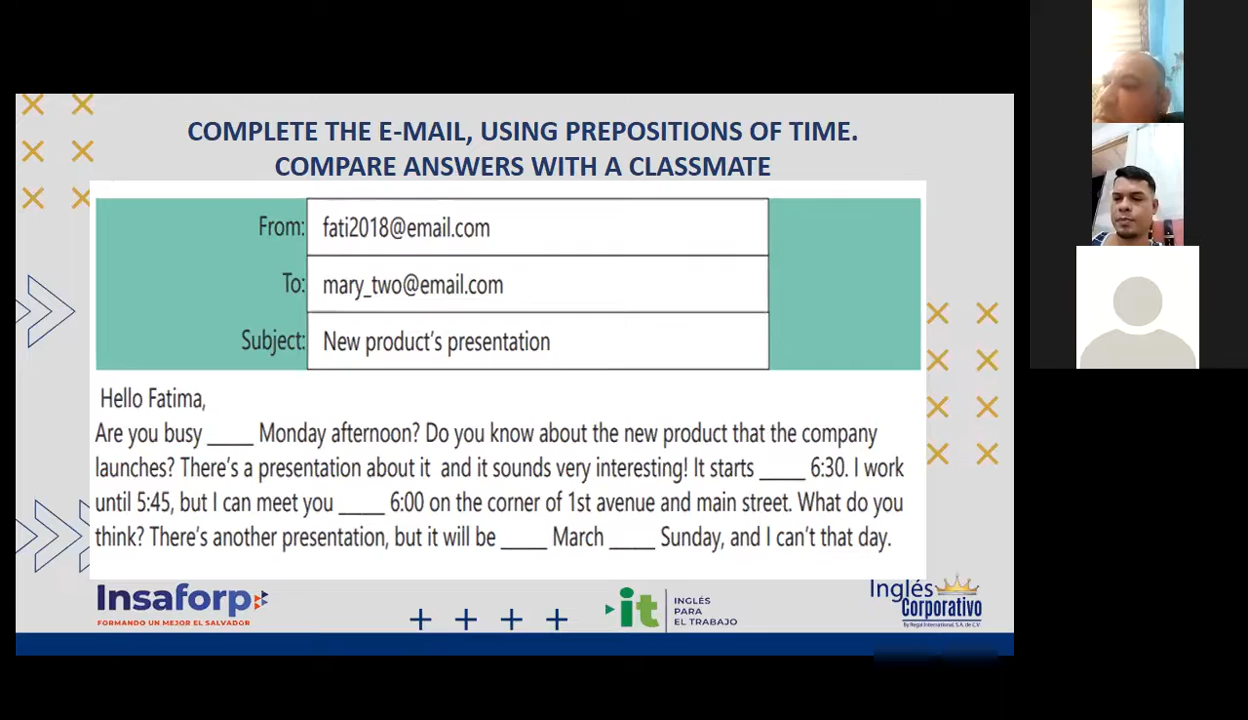 COMPLETE THE E-MAIL, USING PREPOSITIONS OF TIME.
COMPARE ANSWERS WITH A CLASSMATE
From: fati2018@email.com
To: mary_two@email.com
Subject: New product's presentation
Hello Fatima,
Are you busy _____ Monday afternoon? Do you know about the new product that the company
launches? There's a presentation about it and it sounds very interesting! It starts _____ 6:30. I work
until 5:45, but I can meet you _____ 6:00 on the corner of 1st avenue and main street. What do you
think? There's another presentation, but it will be _____ March _____ Sunday, and I can't that day.
Insaforp
FORMANDO UN MEJOR EL SALVADOR
it
INGLÉS
PARA
EL TRABAJO
Inglés
Corporativo
By Regal International, S.A. de C.V.